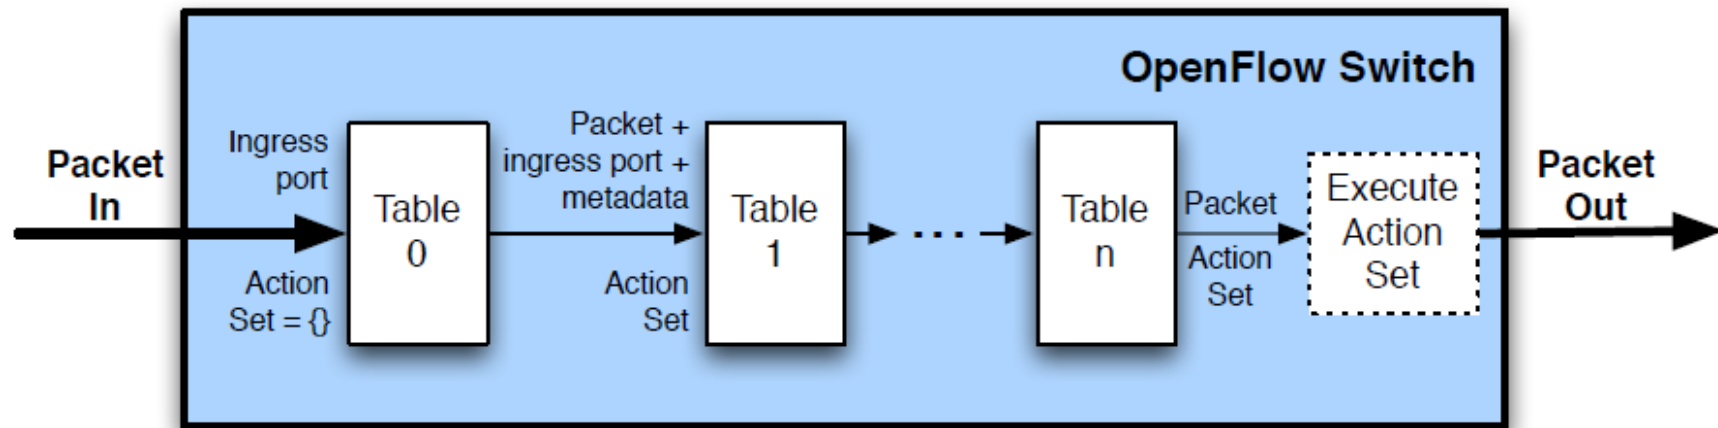 OpenFlow Switch
Packet
In
Ingress
port
Action
Set = {}
Table
0
Packet +
ingress port +
metadata
Action
Set
Table
1
...
Table
n
Packet
Action
Set
Execute
Action
Set
Packet
Out